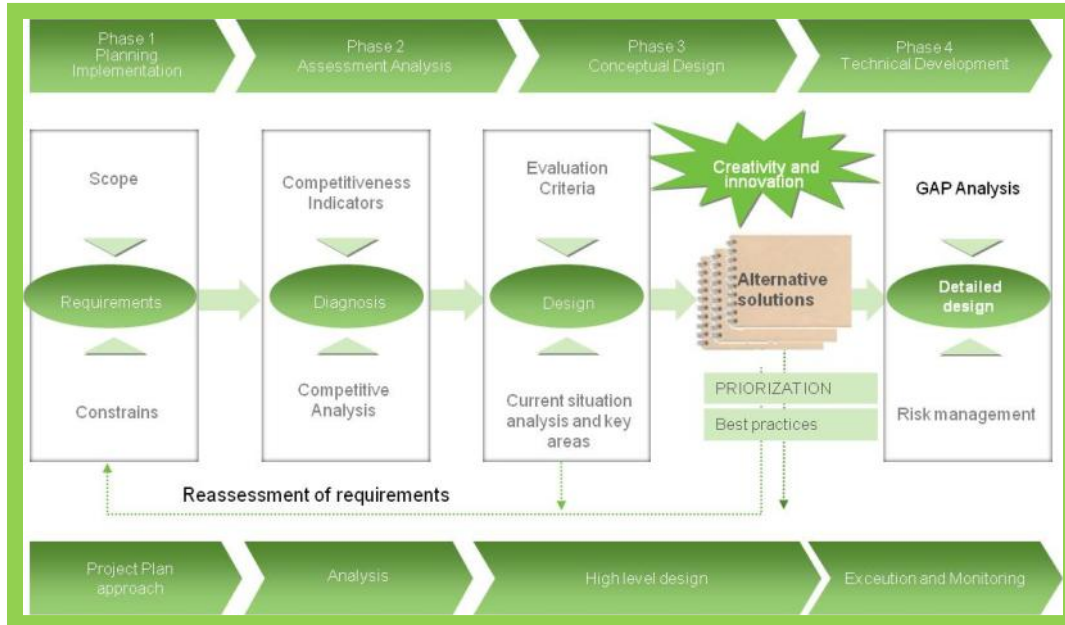 Phase 1
Planning
Implementation
Phase 2
Assessment Analysis
Phase 3
Conceptual Design
Phase 4
Technical Development
Scope
Requirements
Constrains
Competitiveness
Indicators
Diagnosis
Competitive
Analysis
Evaluation
Criteria
Design
Current situation
analysis and key
areas
Creativity and
innovation
Alternative
solutions
PRIORIZATION
Best practices
GAP Analysis
Detailed
design
Risk management
Reassessment of requirements
Project Plan
approach
Analysis
High level design
Exceution and Monitoring